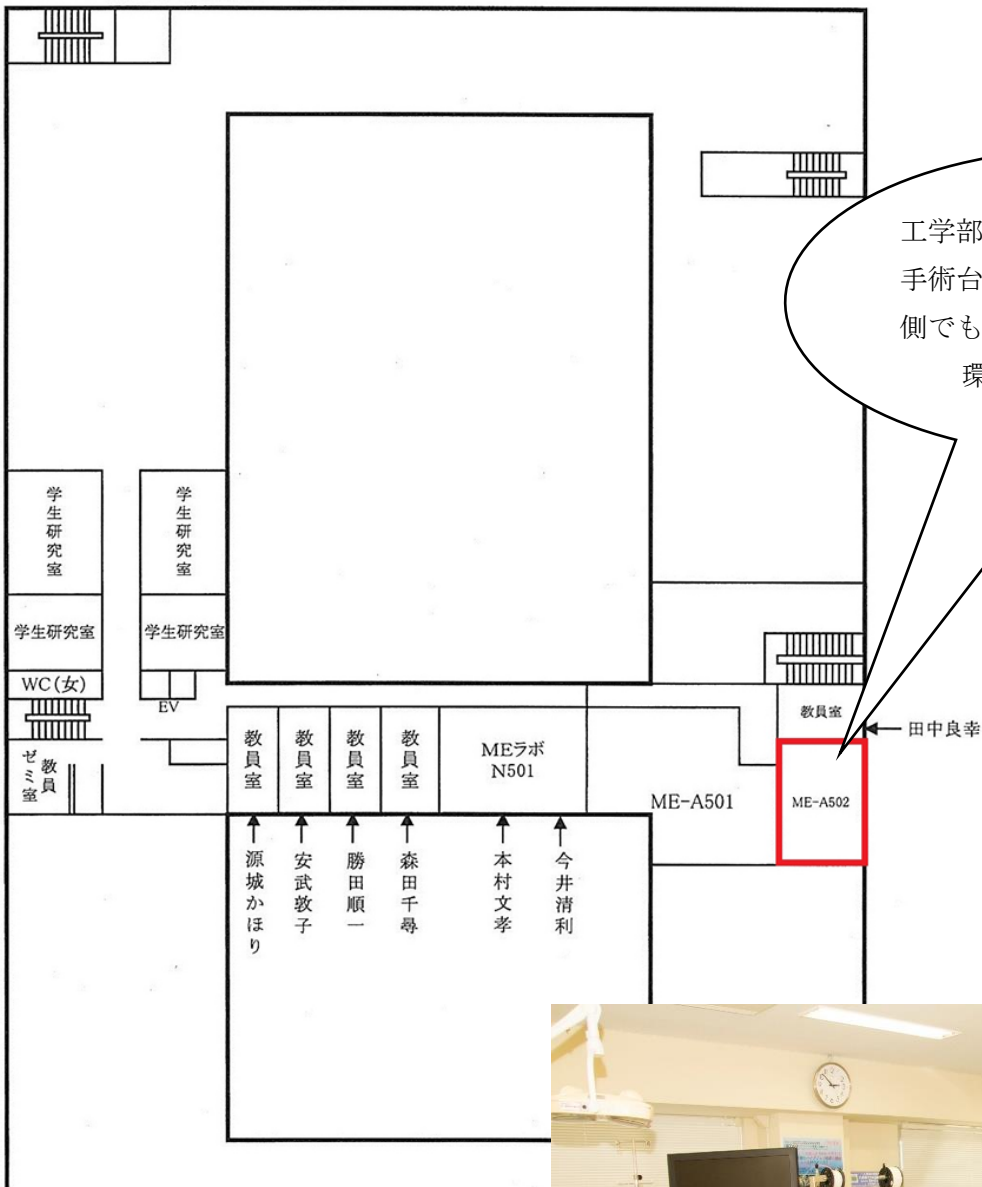 工学部
手術台
側でも
環
学生研究室
学生研究室
学生研究室
学生研究室
WC(女)
EV
教員
ゼミ室
教員室
教員室
教員室
教員室
MEラボ
N501
ME-A501
教員室
ME-A502
田中良幸
源城かほり
安武敦子
勝田順一
森田千尋
本村文孝
今井清利